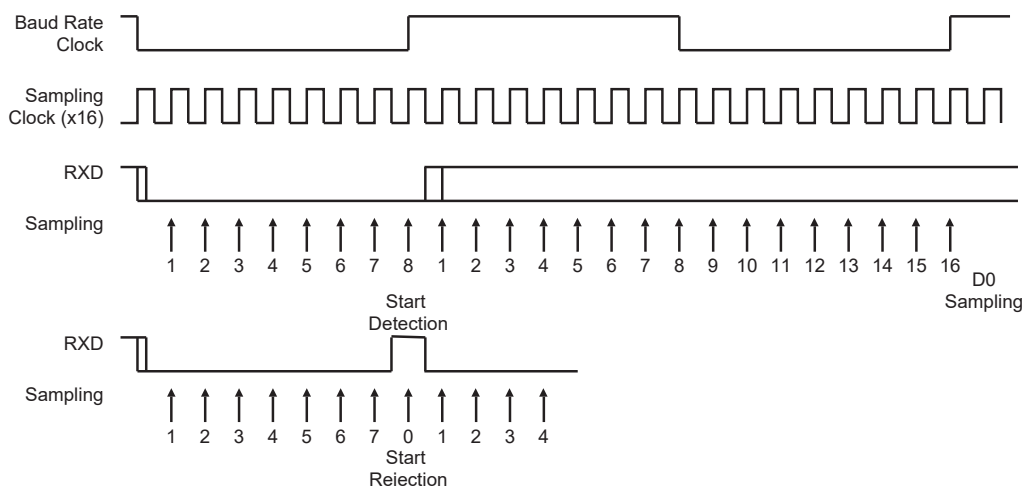 Baud Rate
Clock
Sampling
Clock (x16)
RXD
Sampling
1 2 3 4 5 6 7 8 1 2 3 4 5 6 7 8 9 10 11 12 13 14 15 16
D0
Sampling
Start
Detection
RXD
Sampling
1 2 3 4 5 6 7 0 1 2 3 4
Start
Rejection